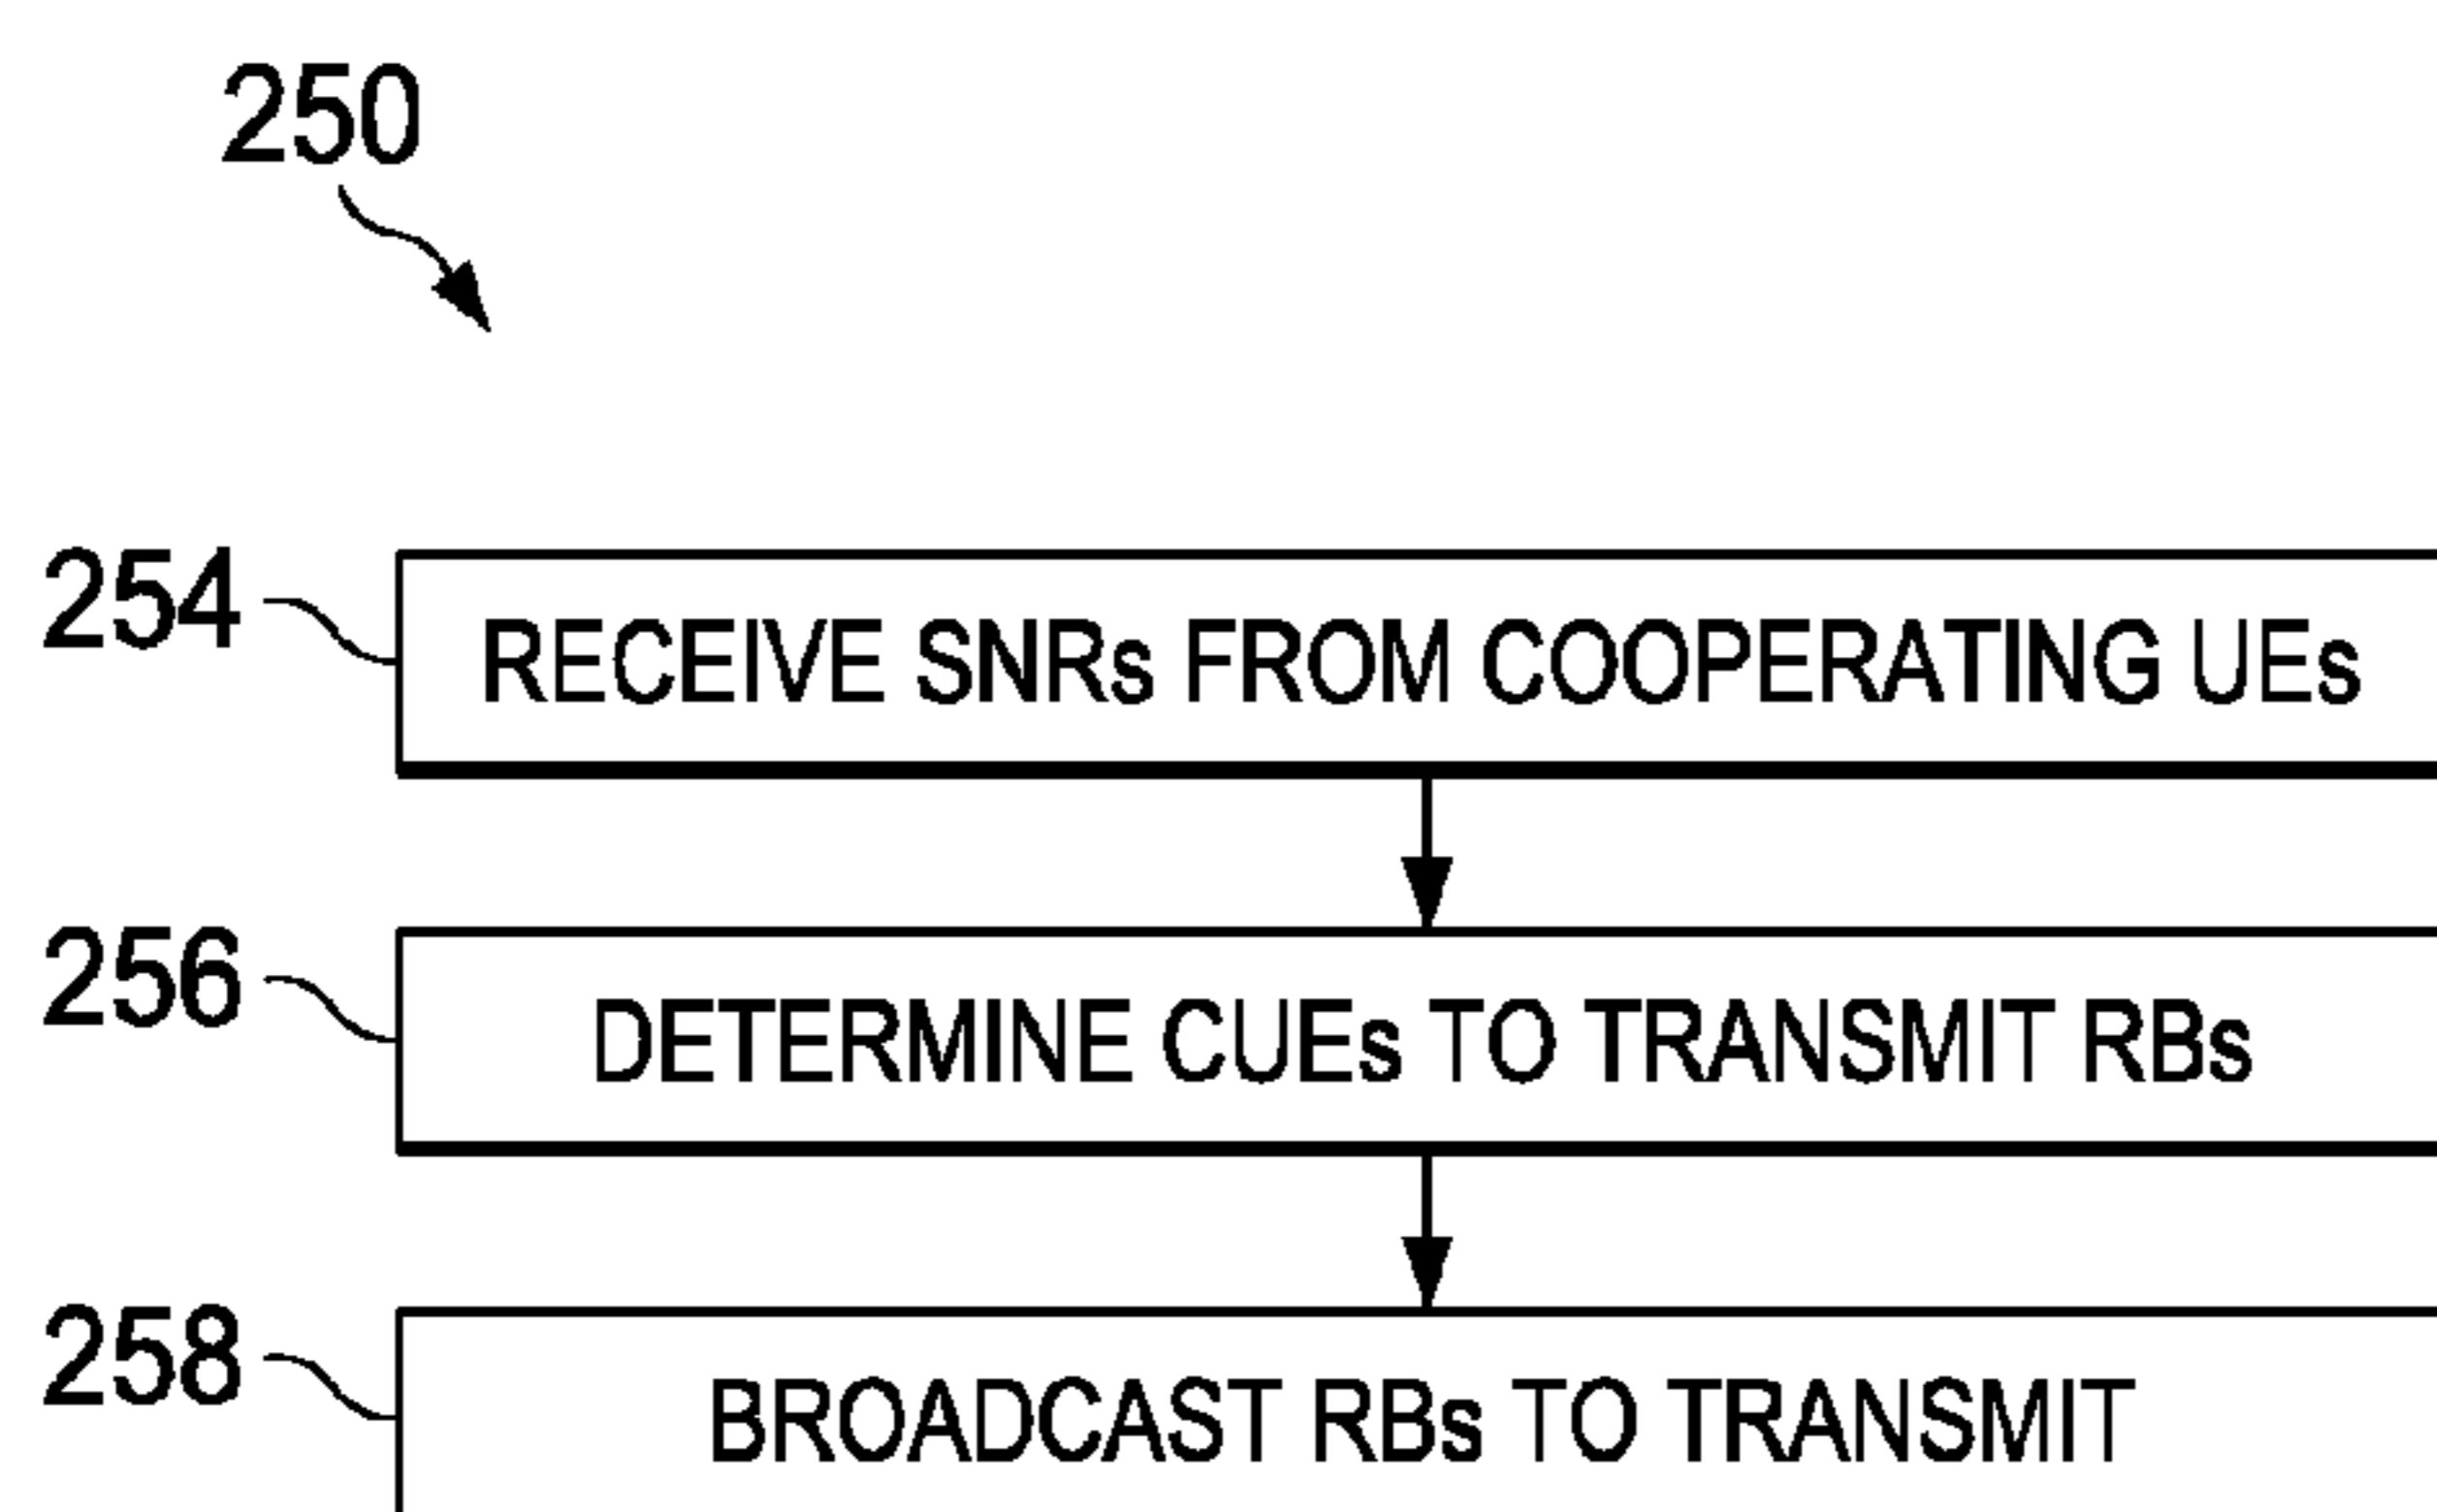 250
254 RECEIVE SNRs FROM COOPERATING UEs
256 DETERMINE CUEs TO TRANSMIT RBs
258 BROADCAST RBs TO TRANSMIT